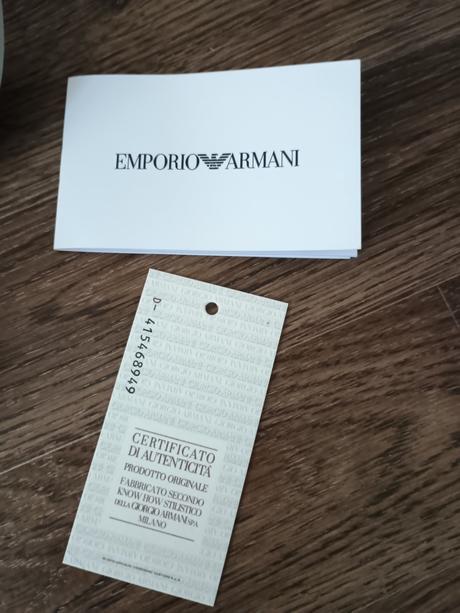 EMPORIO ARMANI
D- 415468949
CERTIFICATO
DI AUTENTICITÀ
PRODOTTO ORIGINALE
FABBRICATO SECONDO
KNOW HOW STILISTICO
DELLA GIORGIO ARMANI SPA
MILANO